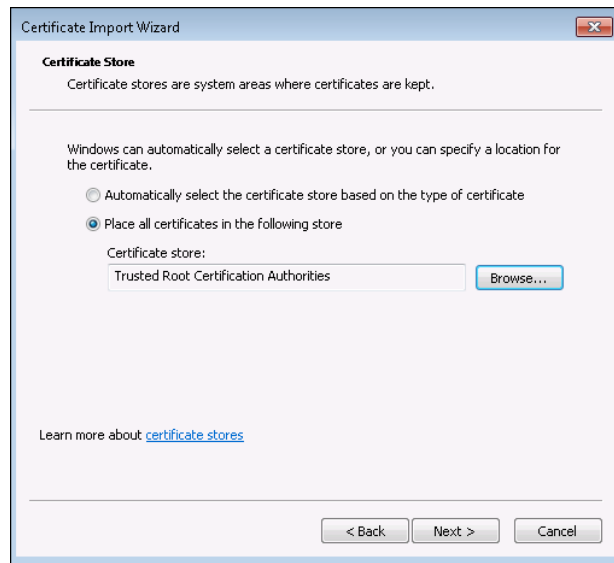 Certificate Import Wizard
Certificate Store
Certificate stores are system areas where certificates are kept.
Windows can automatically select a certificate store, or you can specify a location for
the certificate.
Automatically select the certificate store based on the type of certificate
Place all certificates in the following store
Certificate store:
Trusted Root Certification Authorities
Browse...
Learn more about certificate stores
< Back
Next >
Cancel